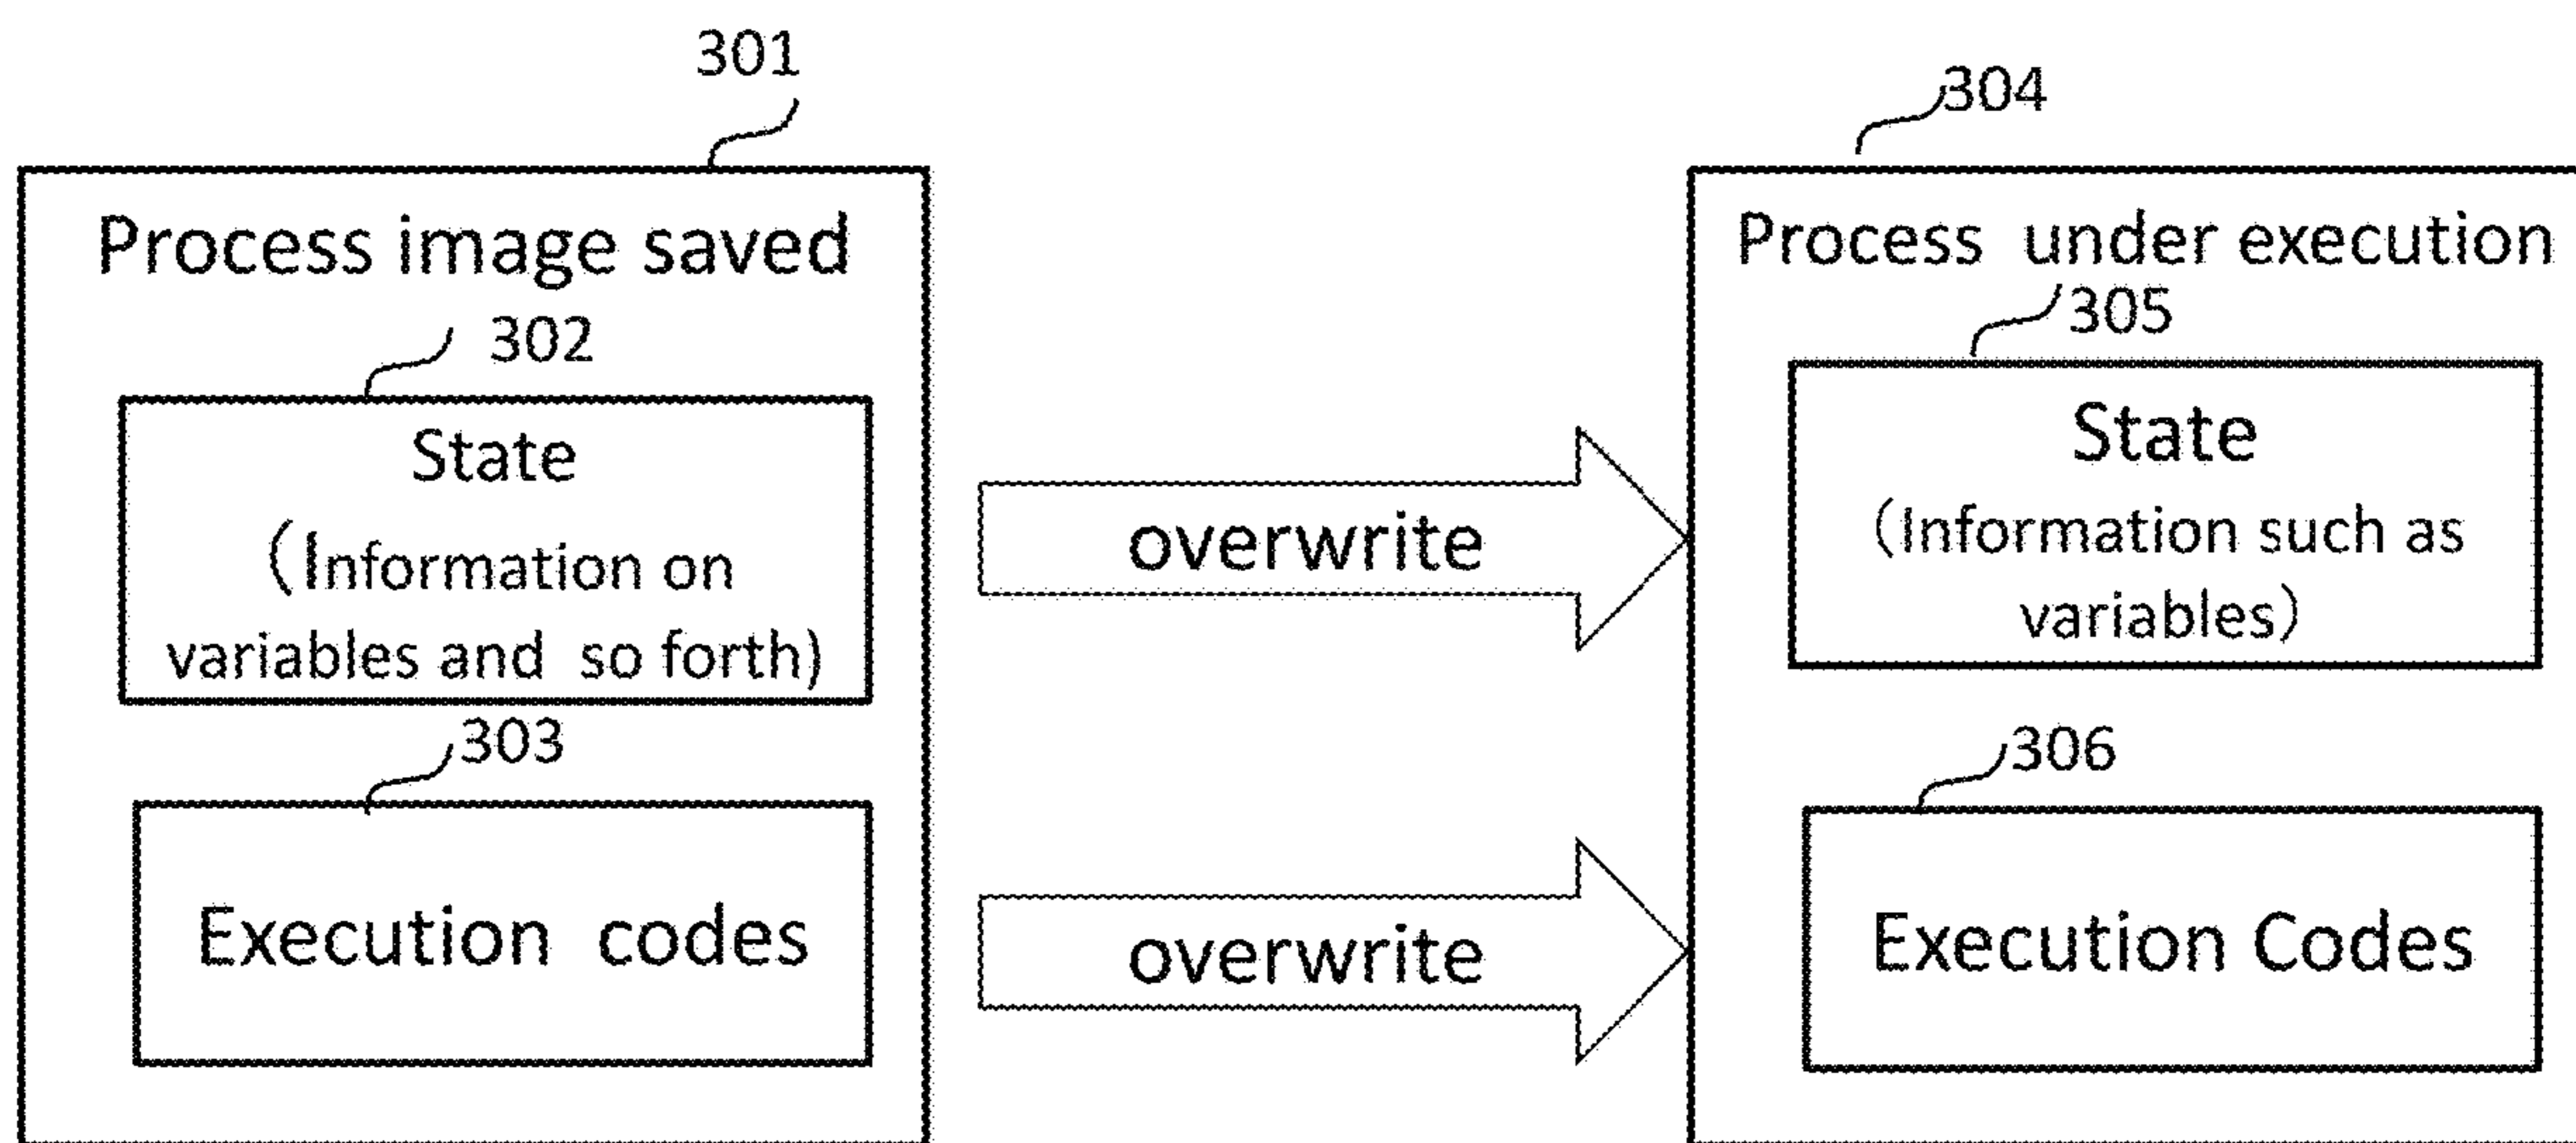 301
Process image saved
302
State
（Information on
variables and so forth)
303
Execution codes
overwrite
overwrite
304
Process under execution
305
State
（Information such as
variables）
306
Execution Codes